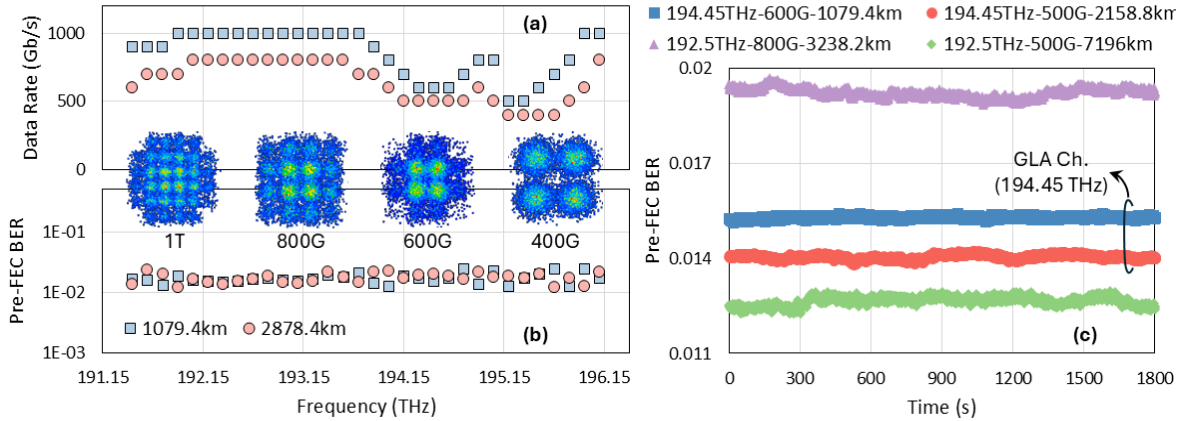 (a)
Data Rate (Gb/s)
1000
500
0
1T
800G
600G
400G
Pre-FEC BER
1E-01
1E-02
1E-03
1079.4km
2878.4km
(b)
191.15
192.15
193.15
194.15
195.15
196.15
Frequency (THz)
194.45THz-600G-1079.4km
194.45THz-500G-2158.8km
192.5THz-800G-3238.2km
192.5THz-500G-7196km
Pre-FEC BER
0.02
0.017
0.014
0.011
GLA Ch.
(194.45 THz)
(c)
0
300
600
900
1200
1500
1800
Time (s)